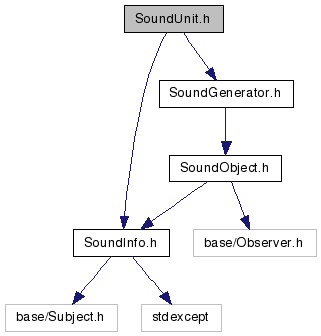 SoundUnit.h
SoundGenerator.h
SoundObject.h
SoundInfo.h
base/Observer.h
base/Subject.h
stdexcept